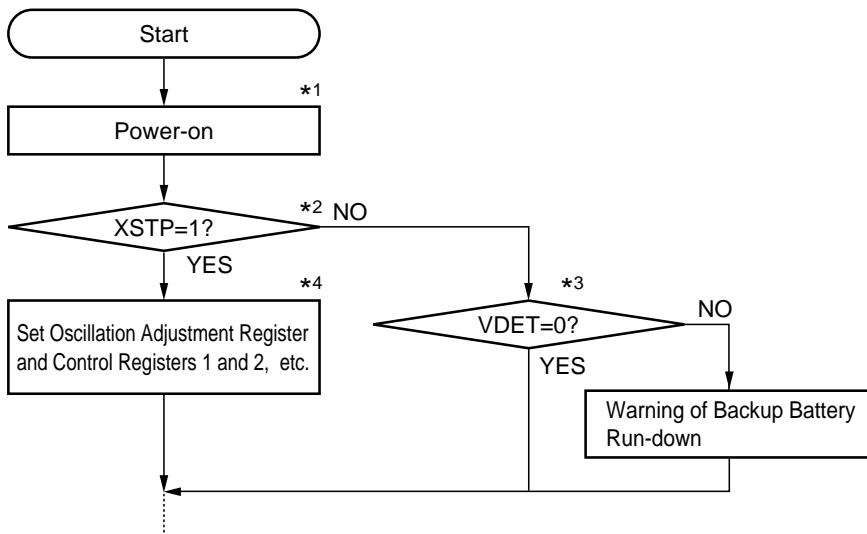 Start
*1
Power-on
*2
XSTP=1?
NO
YES
*4
Set Oscillation Adjustment Register
and Control Registers 1 and 2, etc.
*3
VDET=0?
NO
YES
Warning of Backup Battery
Run-down